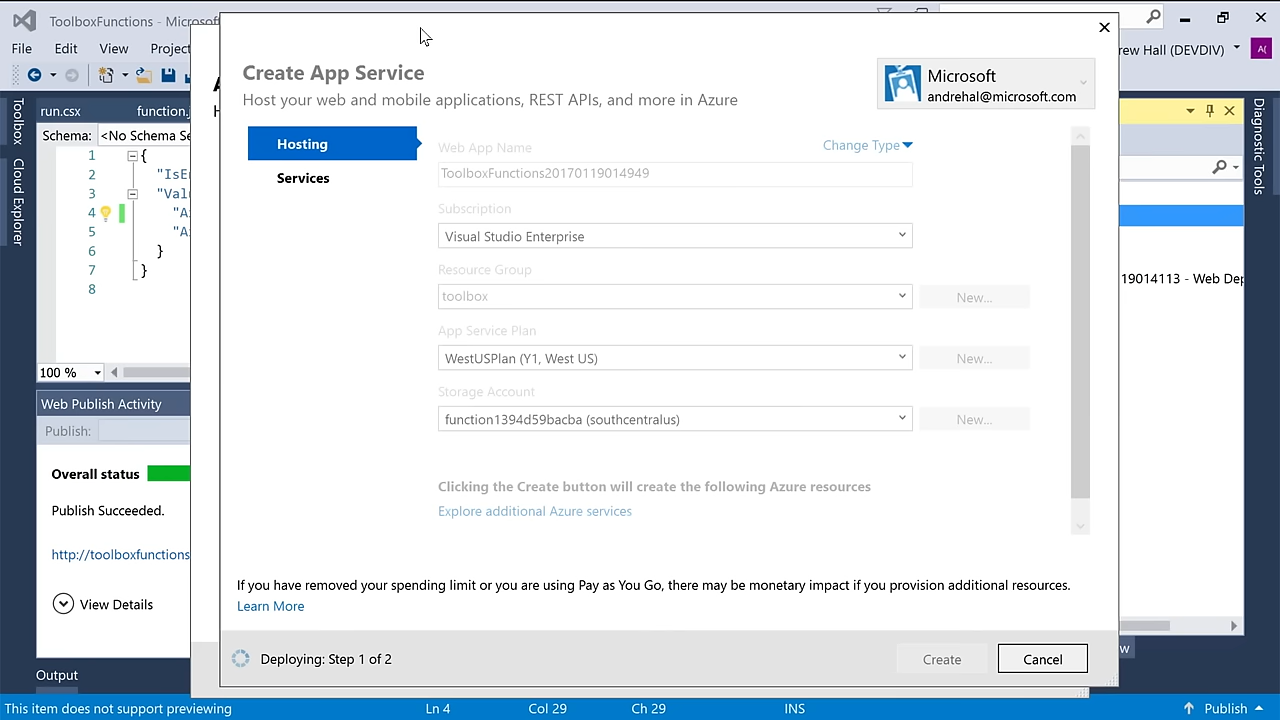 ToolboxFunctions - Microsof
File Edit View Project
rew Hall (DEVDIV)
A(
Create App Service
Host your web and mobile applications, REST APIs, and more in Azure
Microsoft
andrehal@microsoft.com
run.csx function.j
Schema: <No Schema Se
Toolbox
Cloud Explorer
Diagnostic Tools
1 {
2 "IsEn
3 "Valu
4 "A
5 "A
6 }
7 }
8
100 %
Hosting
Services
Web App Name
Change Type
ToolboxFunctions20170119014949
Subscription
Visual Studio Enterprise
Resource Group
toolbox
New...
App Service Plan
WestUSPlan (Y1, West US)
New...
Storage Account
function1394d59bacba (southcentralus)
New...
19014113 - Web Dep
Clicking the Create button will create the following Azure resources
Explore additional Azure services
Web Publish Activity
Publish:
Overall status
Publish Succeeded.
http://toolboxfunctions
View Details
If you have removed your spending limit or you are using Pay as You Go, there may be monetary impact if you provision additional resources.
Learn More
Deploying: Step 1 of 2
Create
Cancel
Output
This item does not support previewing
Ln 4 Col 29 Ch 29 INS
Publish